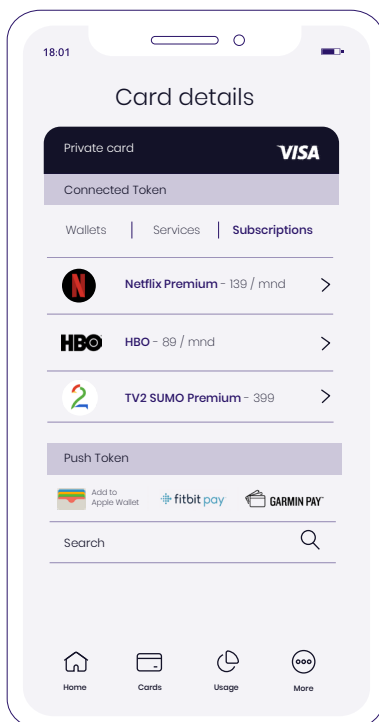 18:01
Card details
Private card VISA
Connected Token
Wallets | Services | Subscriptions
N Netflix Premium - 139 / mnd
HBO HBO - 89 / mnd
2 TV2 SUMO Premium - 399
Push Token
Add to
Apple Wallet fitbit pay GARMIN PAY™
Search
Home Cards Usage More